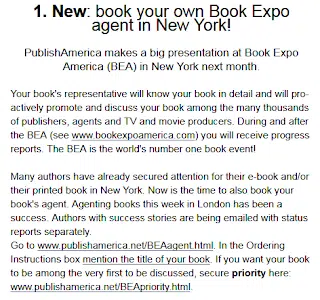 1. New: book your own Book Expo
agent in New York!
PublishAmerica makes a big presentation at Book Expo
America (BEA) in New York next month.
Your book's representative will know your book in detail and will pro-
actively promote and discuss your book among the many thousands
of publishers, agents and TV and movie producers. During and after
the BEA (see www.bookexpoamerica.com) you will receive progress
reports. The BEA is the world's number one book event!
Many authors have already secured attention for their e-book and/or
their printed book in New York. Now is the time to also book your
book's agent. Agenting books this week in London has been a
success. Authors with success stories are being emailed with status
reports separately.
Go to www.publishamerica.net/BEAagent.html. In the Ordering
Instructions box mention the title of your book. If you want your book
to be among the very first to be discussed, secure priority here:
www.publishamerica.net/BEApriority.html.